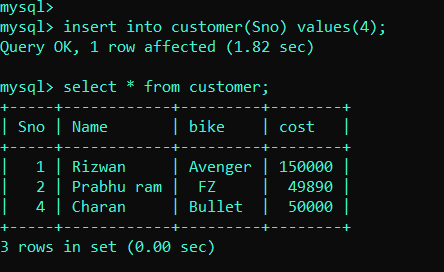 mysql>
mysql> insert into customer(Sno) values(4);
Query OK, 1 row affected (1.82 sec)

mysql> select * from customer;
+-----+------------+---------+--------+
| Sno | Name       | bike    | cost   |
+-----+------------+---------+--------+
|   1 | Rizwan     | Avenger | 150000 |
|   2 | Prabhu ram |  FZ     |  49890 |
|   4 | Charan     | Bullet  |  50000 |
+-----+------------+---------+--------+
3 rows in set (0.00 sec)